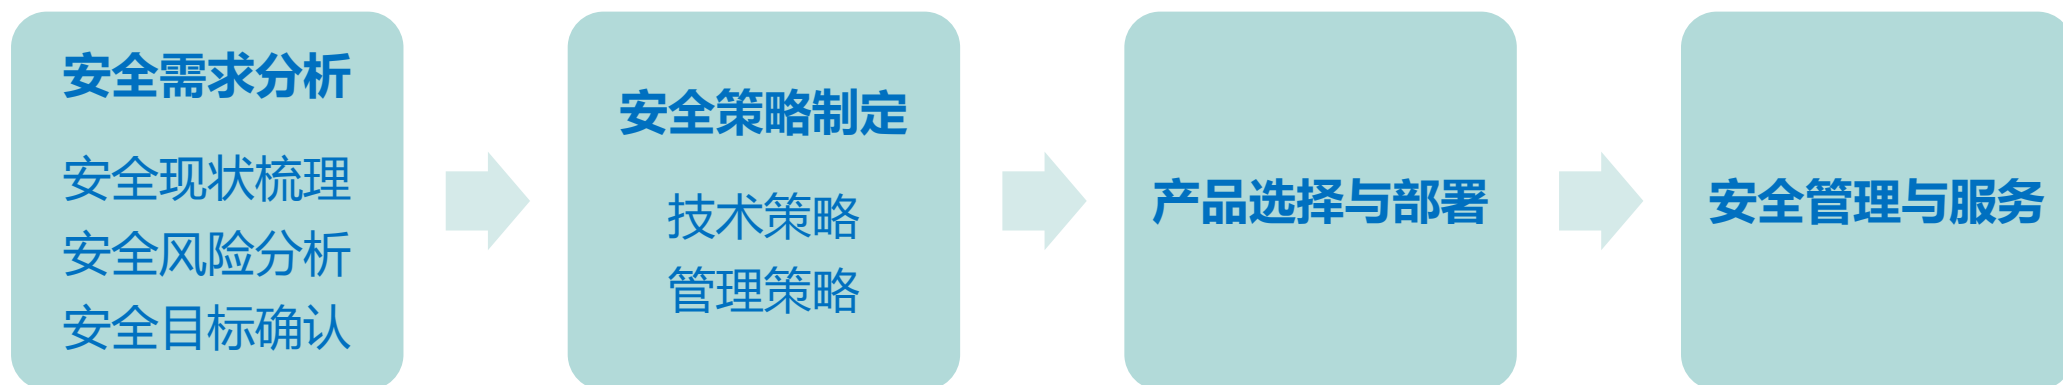 安全需求分析
安全现状梳理
安全风险分析
安全目标确认
安全策略制定
技术策略
管理策略
产品选择与部署
安全管理与服务